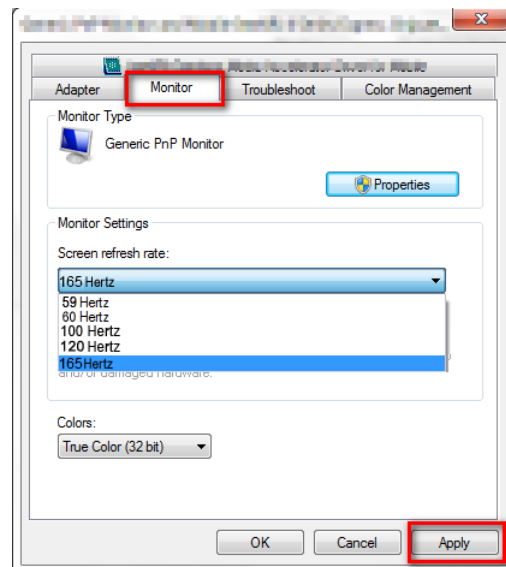 Adapter Monitor Troubleshoot Color Management
Monitor Type
Generic PnP Monitor
Properties
Monitor Settings
Screen refresh rate:
165 Hertz
59 Hertz
60 Hertz
100 Hertz
120 Hertz
165Hertz
and/or damaged hardware.
Colors:
True Color (32 bit)
OK Cancel Apply